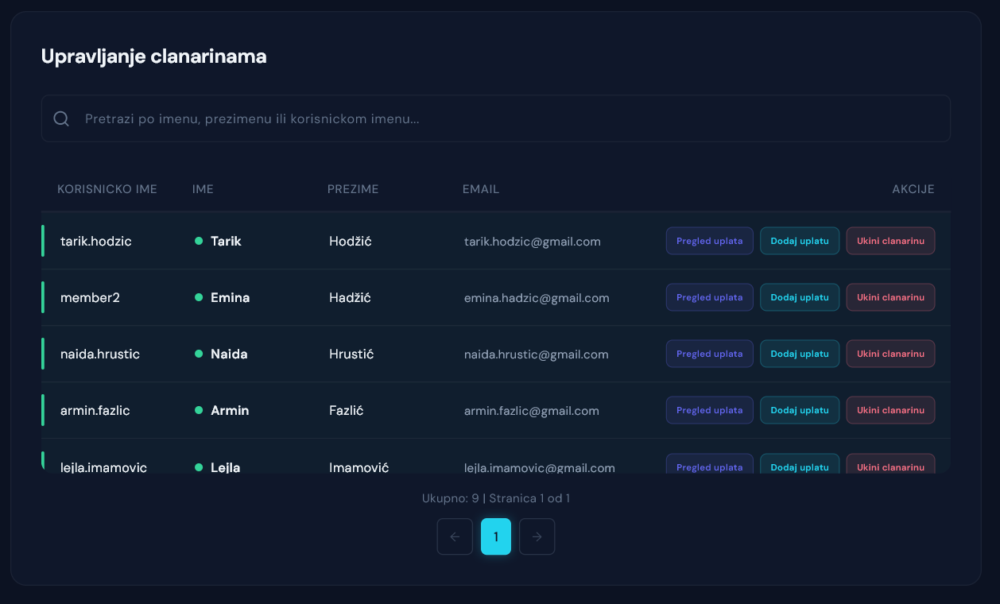 Upravljanje clanarinama
Pretrazi po imenu, prezimenu ili korisnickom imenu...
KORISNICKO IME IME PREZIME EMAIL AKCIJE
tarik.hodzic Tarik Hodžić tarik.hodzic@gmail.com Pregled uplata Dodaj uplatu Ukini clanarinu
member2 Emina Hadžić emina.hadzic@gmail.com Pregled uplata Dodaj uplatu Ukini clanarinu
naida.hrustic Naida Hrustić naida.hrustic@gmail.com Pregled uplata Dodaj uplatu Ukini clanarinu
armin.fazlic Armin Fazlić armin.fazlic@gmail.com Pregled uplata Dodaj uplatu Ukini clanarinu
lejla.imamovic Lejla Imamović lejla.imamovic@gmail.com Pregled uplata Dodaj uplatu Ukini clanarinu
Ukupno: 9 | Stranica 1 od 1
← 1 →